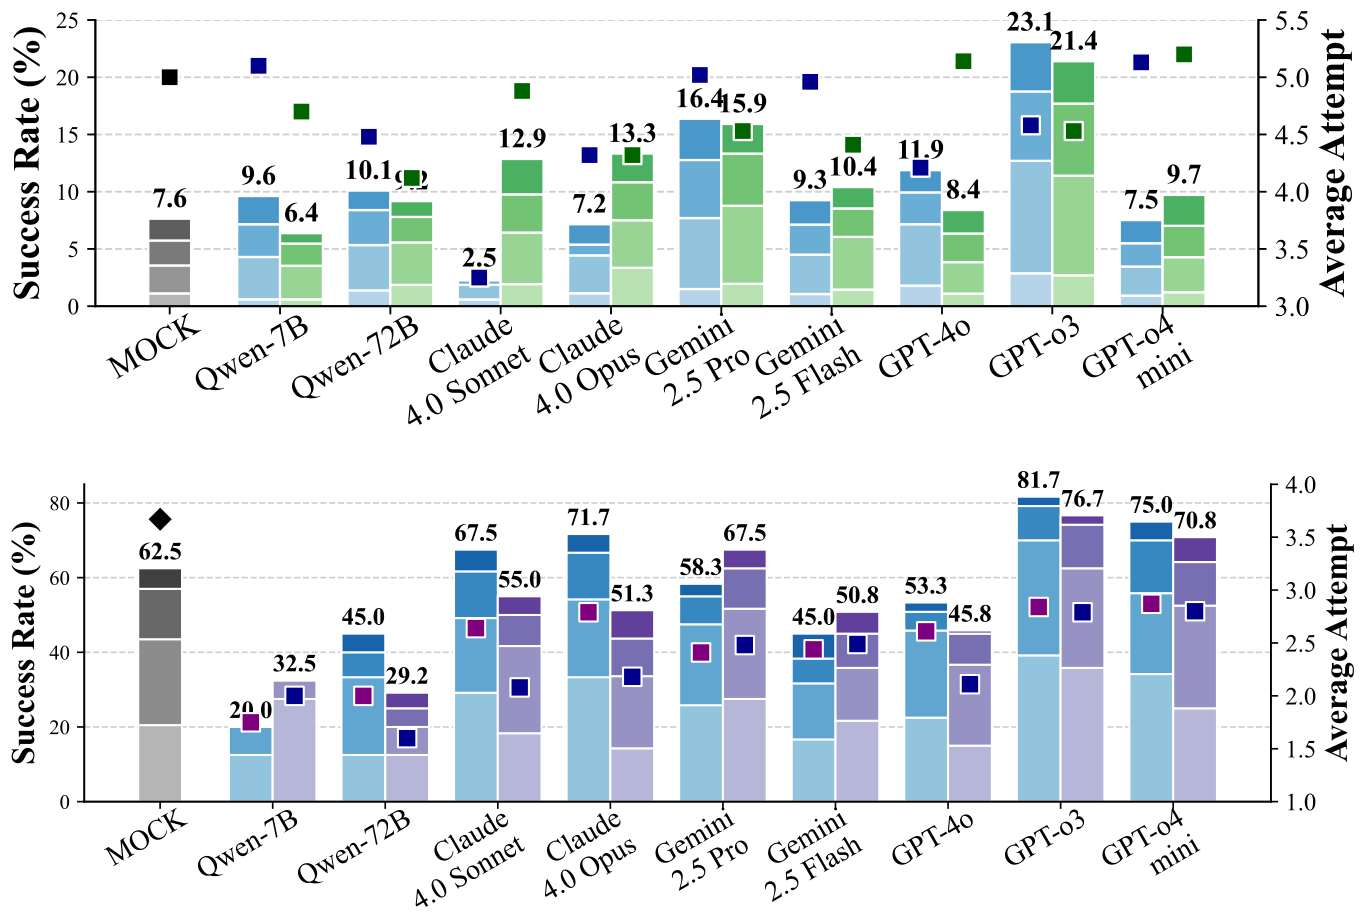 Success Rate (%)
25
20
15
10
5
0
7.6
9.6
6.4
10.1
9.2
2.5
12.9
7.2
13.3
16.4
15.9
9.3
10.4
11.9
8.4
23.1
21.4
7.5
9.7
5.5
5.0
4.5
4.0
3.5
3.0
Average Attempt
MOCK
Qwen-7B
Qwen-72B
Claude
4.0 Sonnet
Claude
4.0 Opus
Gemini
2.5 Pro
Gemini
2.5 Flash
GPT-4o
GPT-o3
GPT-o4
mini
Success Rate (%)
80
60
40
20
0
62.5
20.0
32.5
45.0
29.2
67.5
55.0
71.7
51.3
58.3
67.5
45.0
50.8
53.3
45.8
81.7
76.7
75.0
70.8
4.0
3.5
3.0
2.5
2.0
1.5
1.0
Average Attempt
MOCK
Qwen-7B
Qwen-72B
Claude
4.0 Sonnet
Claude
4.0 Opus
Gemini
2.5 Pro
Gemini
2.5 Flash
GPT-4o
GPT-o3
GPT-o4
mini